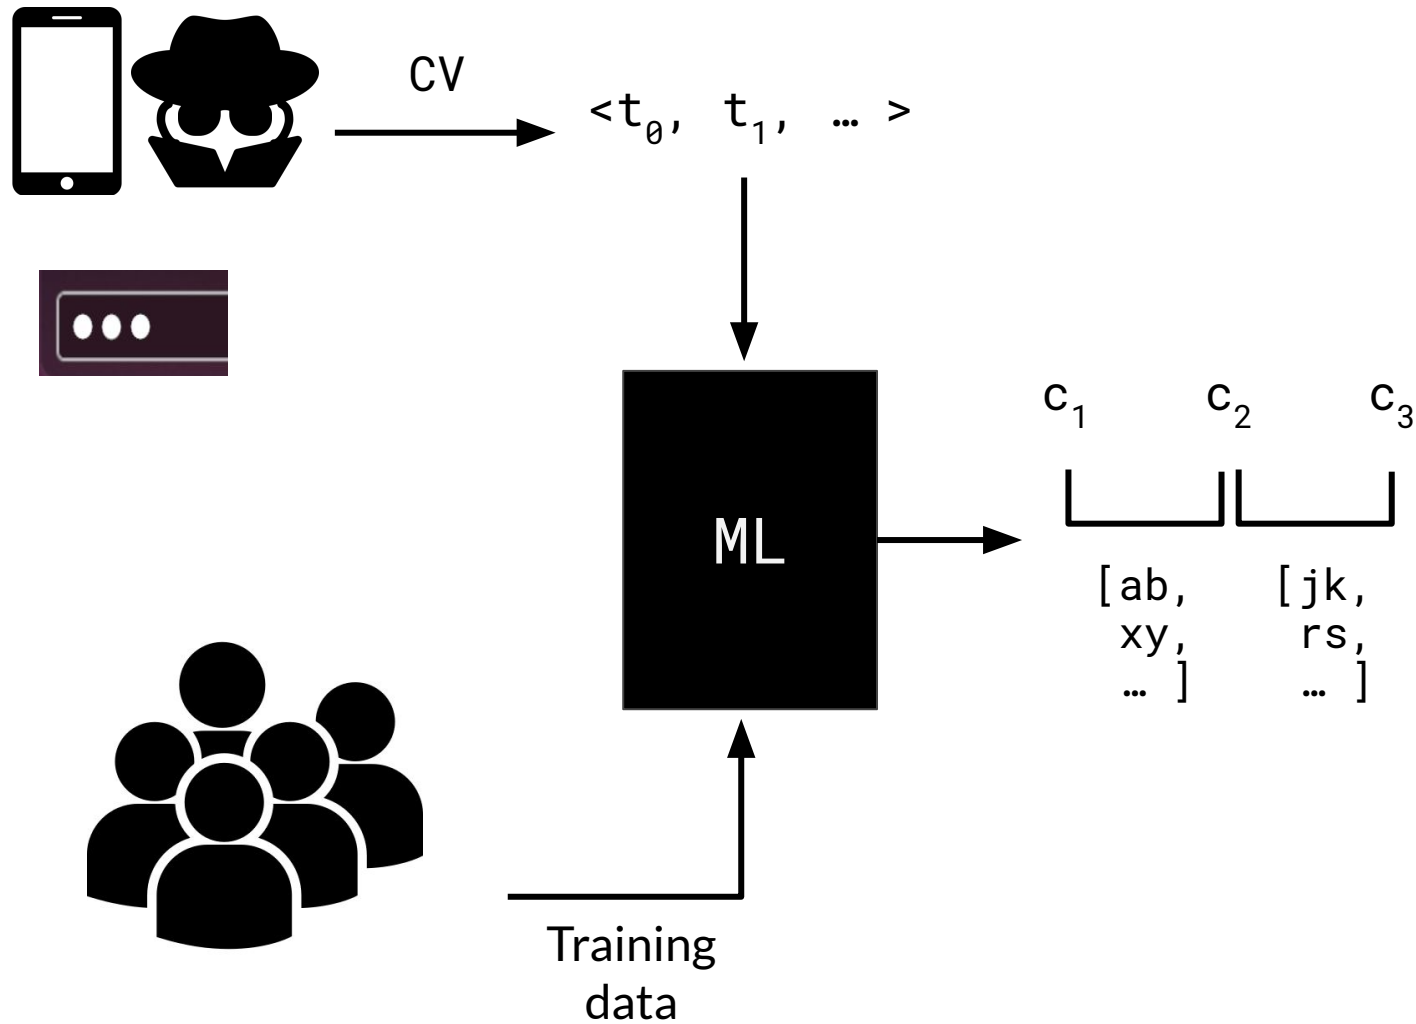 CV
<t₀, t₁, … >
ML
c₁ c₂ c₃
[ab, [jk,
xy, rs,
… ] … ]
Training
data